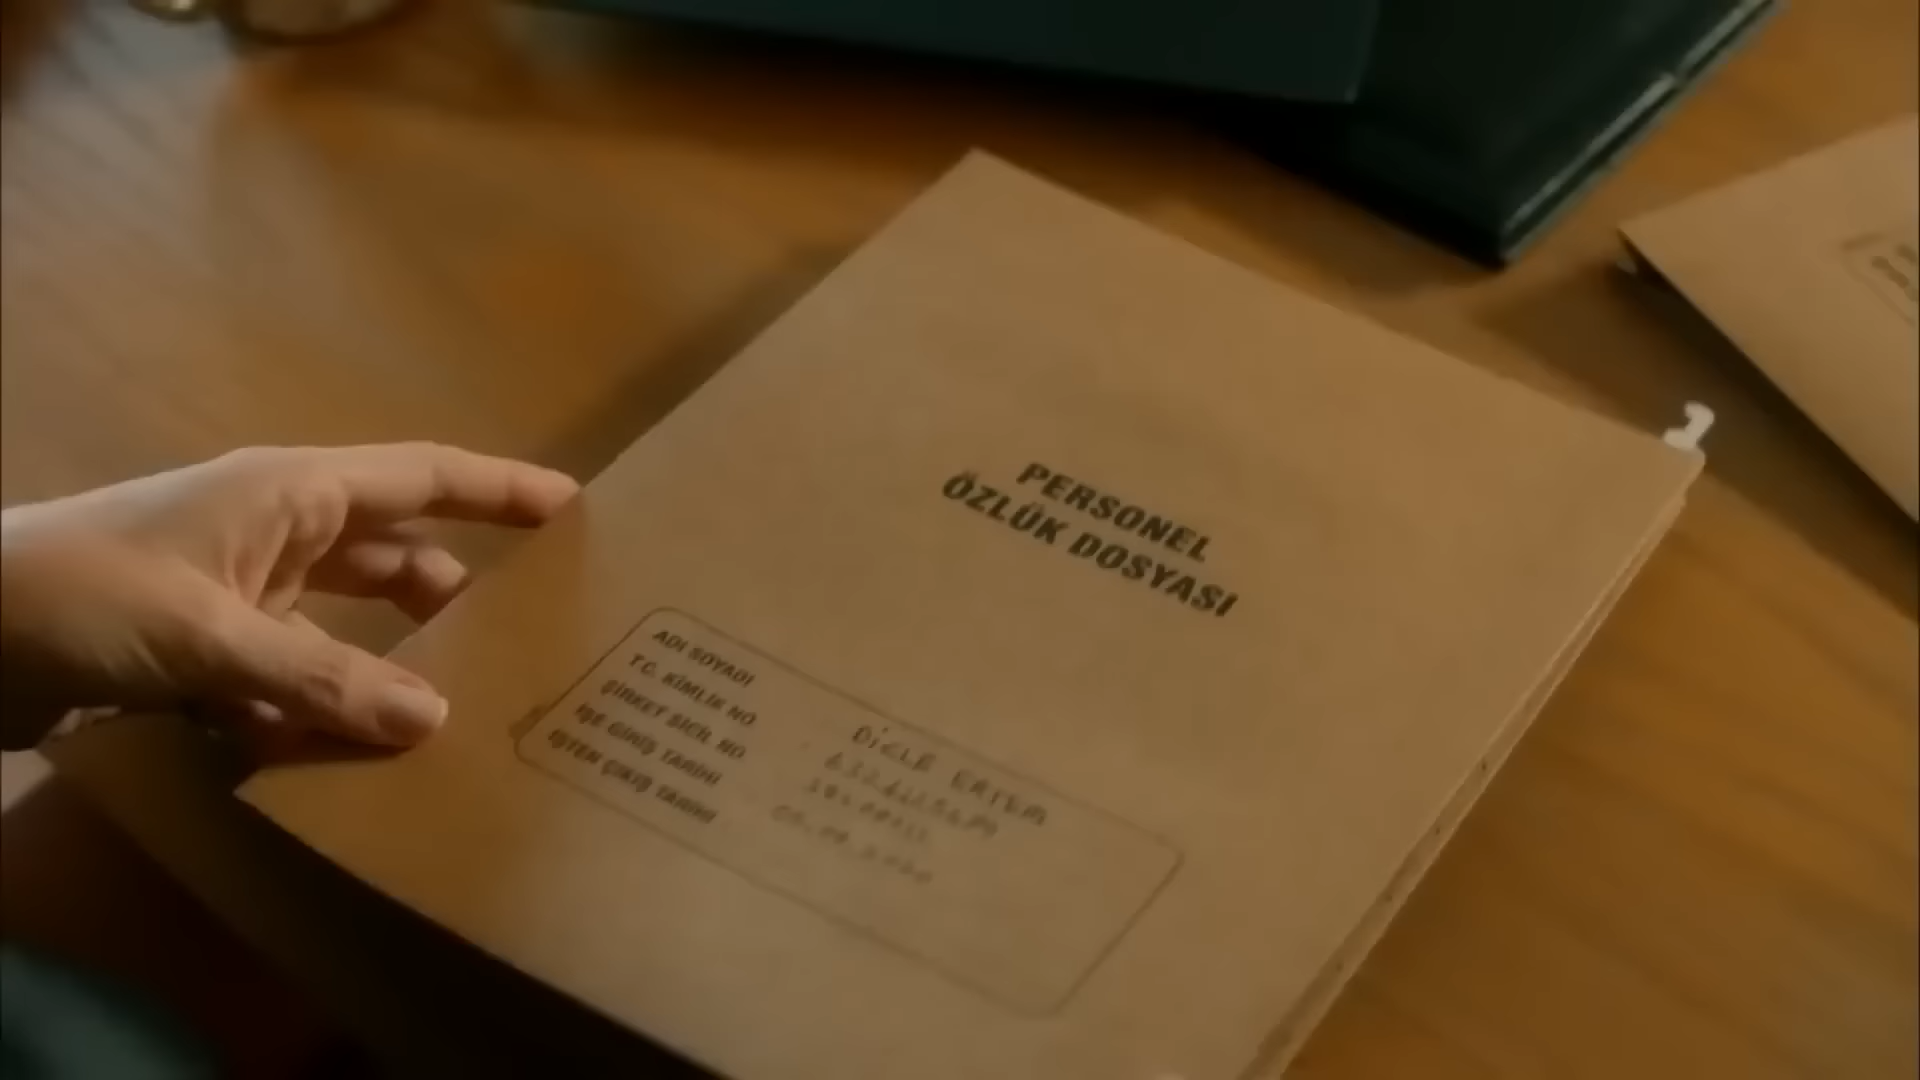 PERSONEL
ÖZLÜK DOSYASI
ADI SOYADI DİCLE ERTEM
T.C. KİMLİK NO
ŞİRKET SİCİL NO
İŞE GİRİŞ TARİHİ
İŞTEN ÇIKIŞ TARİHİ